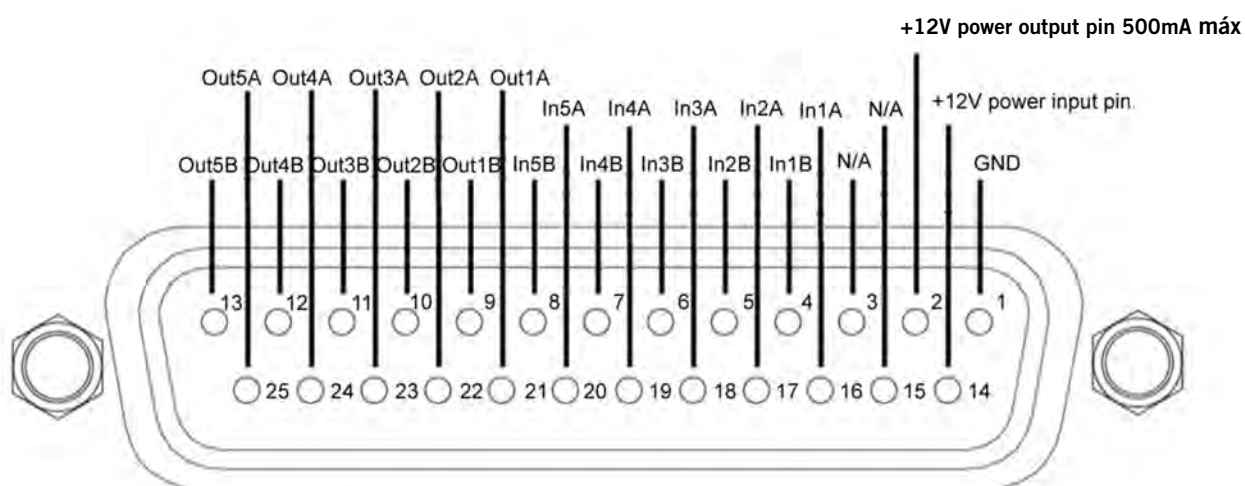 +12V power output pin 500mA máx
Out5A Out4A Out3A Out2A Out1A
In5A In4A In3A In2A In1A N/A +12V power input pin
Out5B Out4B Out3B Out2B Out1B In5B In4B In3B In2B In1B N/A GND
13 12 11 10 9 8 7 6 5 4 3 2 1
25 24 23 22 21 20 19 18 17 16 15 14